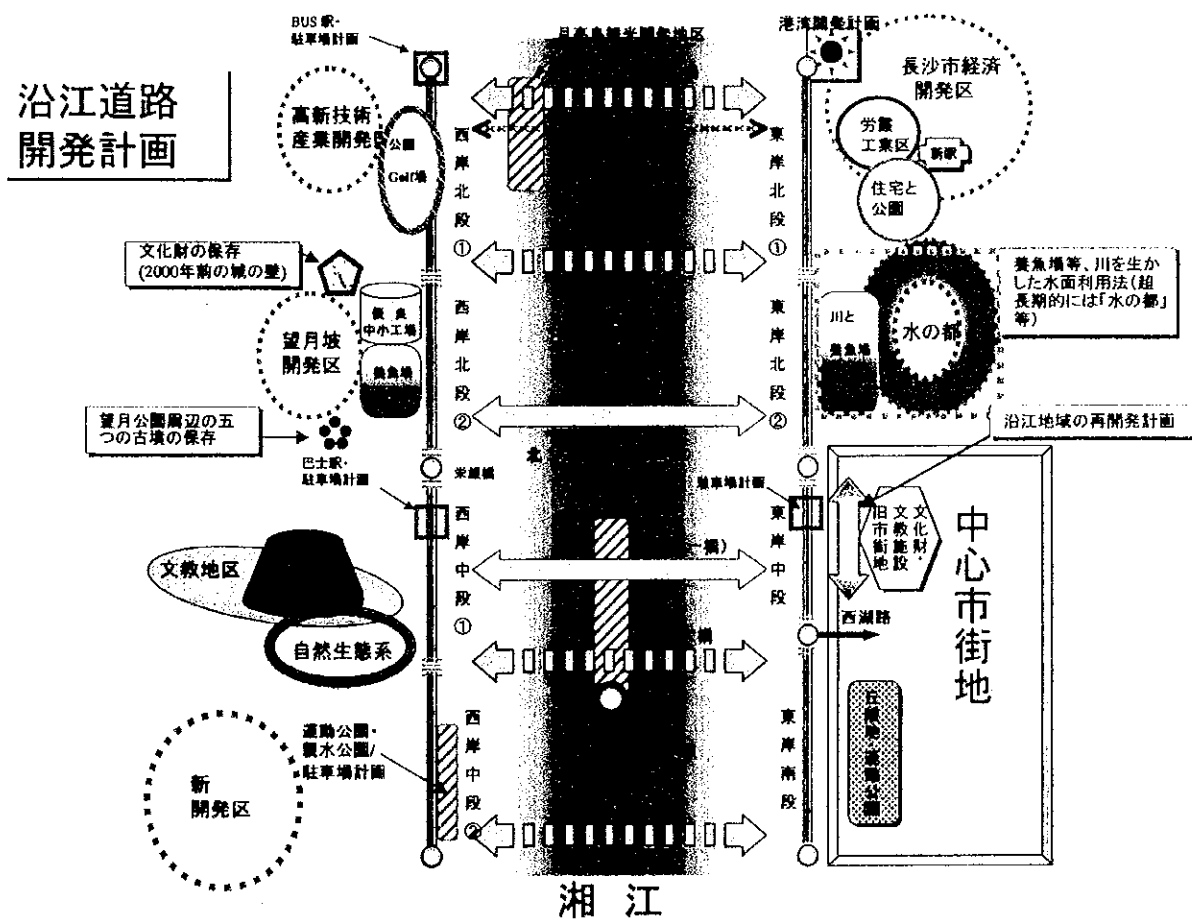 沿江道路
開発計画
BUS駅・
駐車場計画
高新技術
産業開発区
公園
Golf場
西岸北段①
文化財の保存
(2000年前の城の壁)
望月坡
開発区
優良
中小工場
養魚場
西岸北段②
望月公園周辺の五
つの古墳の保存
巴士駅・
駐車場計画
西岸中段①
文教地区
自然生態系
運動公園・
親水公園/
駐車場計画
新
開発区
西岸中段②
北
橋)
橋
湘江
港湾開発計画
長沙市経済
開発区
労農
工業区
新駅
住宅と
公園
東岸北段①
養魚場等、川を生か
した水面利用法(超
長期的には「水の都」
等)
川と
養魚場
水の都
東岸北段②
沿江地域の再開発計画
駐車場計画
東岸中段
文化財・
文教施設
旧市街地
中心市街地
西湖路
東岸南段